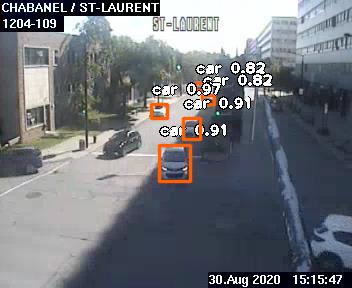 CHABANEL / ST-LAURENT
1204-109
ST-LAURENT
car 0.82
car 0.82
car 0.97
car 0.91
car 0.91
30.Aug 2020 15:15:47